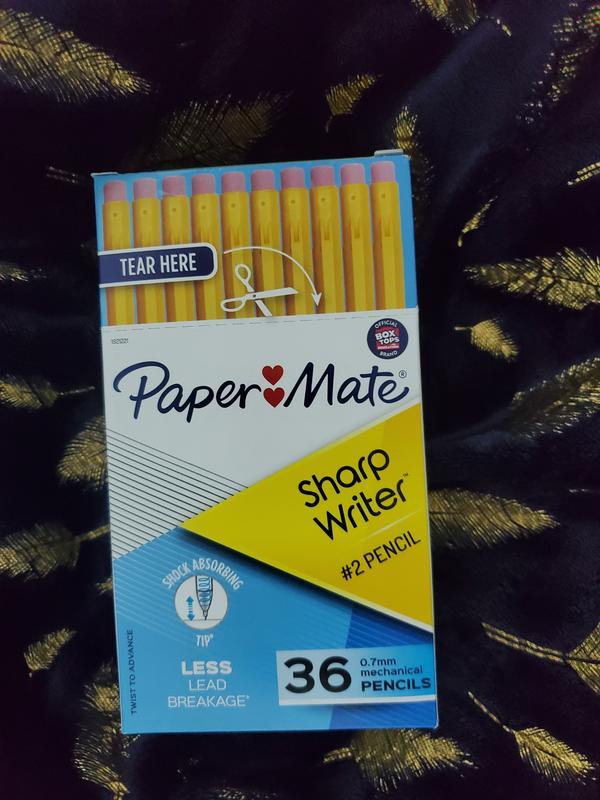 TEAR HERE
OFFICIAL
BOX
TOPS
BRAND
Paper Mate®
Sharp
Writer™
#2 PENCIL
SHOCK ABSORBING
TIP*
LESS
LEAD
BREAKAGE*
TWIST TO ADVANCE
36
0.7mm
mechanical
PENCILS